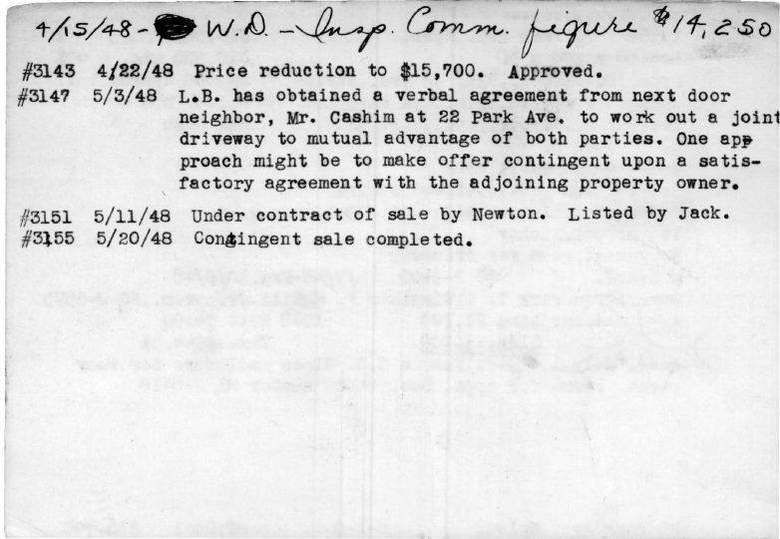 4/15/48- W.D. - Insp. Comm. figure $14,250
#3143 4/22/48 Price reduction to $15,700. Approved.
#3147 5/3/48 L.B. has obtained a verbal agreement from next door
neighbor, Mr. Cashim at 22 Park Ave. to work out a joint
driveway to mutual advantage of both parties. One app
proach might be to make offer contingent upon a satis-
factory agreement with the adjoining property owner.
#3151 5/11/48 Under contract of sale by Newton. Listed by Jack.
#3155 5/20/48 Contingent sale completed.